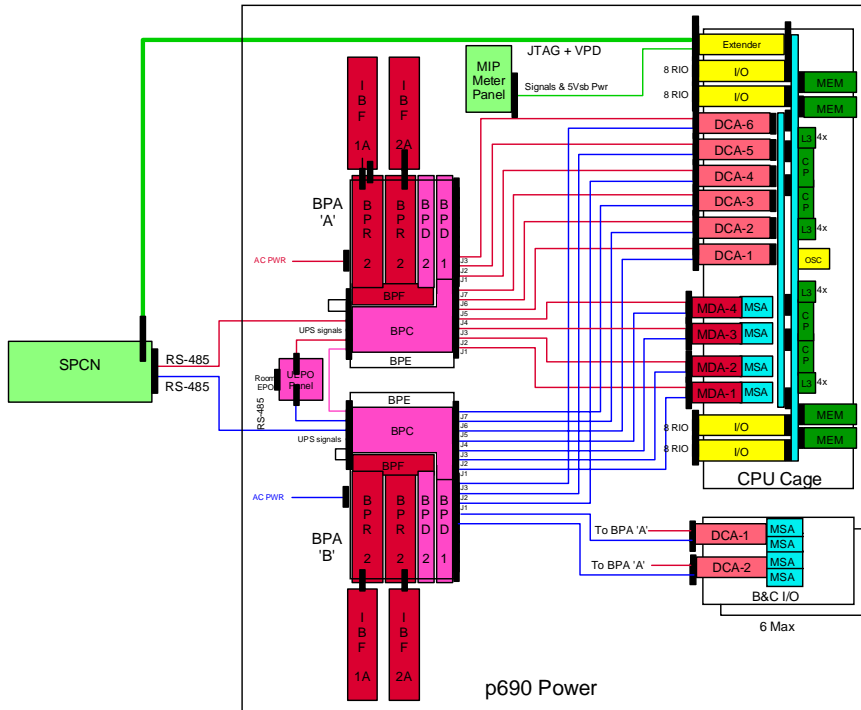 JTAG + VPD
MIP
Meter
Panel
Signals & 5Vsb Pwr
8 RIO
8 RIO
Extender
I/O
I/O
MEM
MEM
DCA-6
DCA-5
DCA-4
DCA-3
DCA-2
DCA-1
L3
4x
C
P
C
P
L3
4x
OSC
L3
4x
C
P
C
P
L3
4x
MDA-4
MSA
MDA-3
MSA
MDA-2
MSA
MDA-1
MSA
8 RIO
8 RIO
I/O
I/O
MEM
MEM
CPU Cage
I
B
F
1A
I
B
F
2A
BPA
'A'
B
P
R
2
B
P
R
2
B
P
D
2
B
P
D
1
AC PWR
BPF
BPC
BPE
J3
J2
J1
J7
J6
J5
J4
J3
J2
J1
UPS signals
SPCN
RS-485
RS-485
Room
EPO
UEPO
Panel
RS-485
UPS signals
BPE
BPC
BPF
J7
J6
J5
J4
J3
J2
J1
J3
J2
J1
AC PWR
BPA
'B'
B
P
R
2
B
P
R
2
B
P
D
2
B
P
D
1
I
B
F
1A
I
B
F
2A
To BPA 'A'
DCA-1
MSA
MSA
To BPA 'A'
DCA-2
MSA
MSA
B&C I/O
6 Max
p690 Power